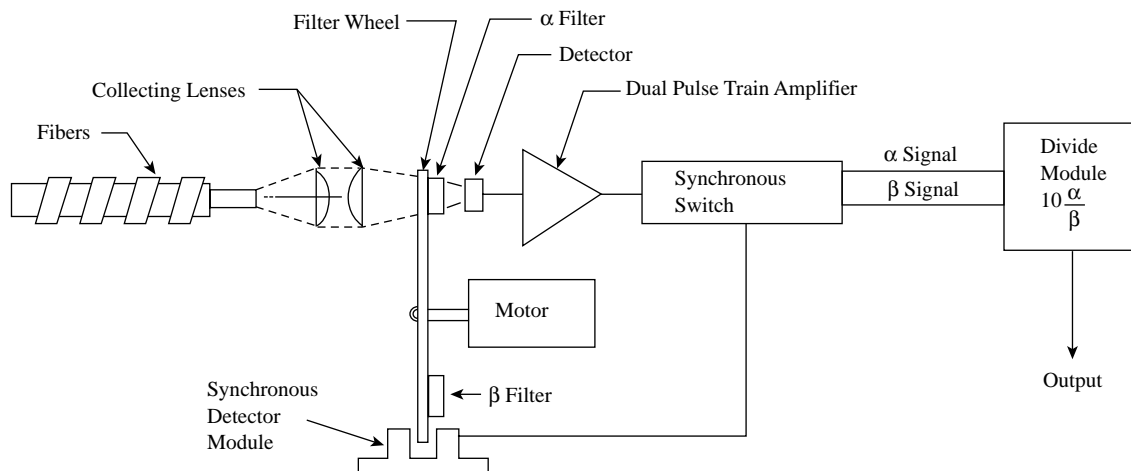 Filter Wheel
α Filter
Detector
Dual Pulse Train Amplifier
Collecting Lenses
Fibers
Synchronous
Switch
α Signal
β Signal
Divide
Module
10 α/β
Motor
Output
Synchronous
Detector
Module
β Filter